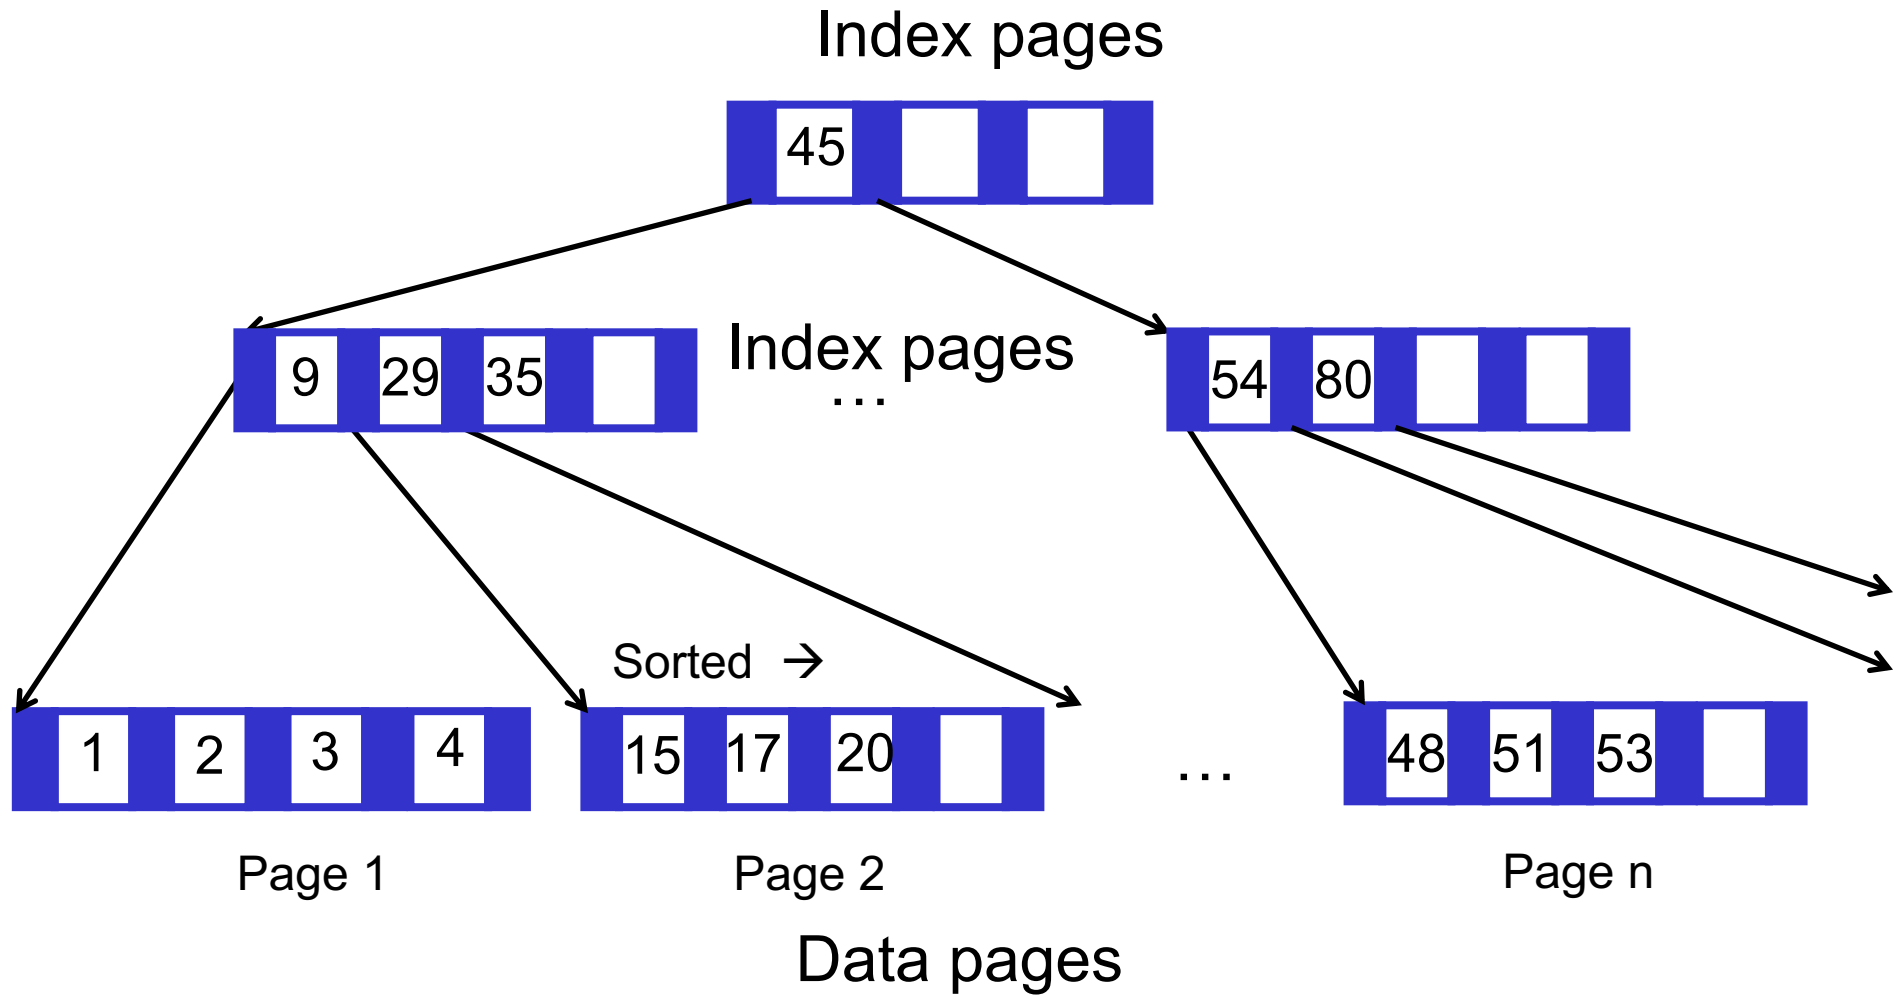 Index pages
45
Index pages
…
9 29 35
54 80
Sorted →
1 2 3 4
15 17 20
…
48 51 53
Page 1
Page 2
Page n
Data pages